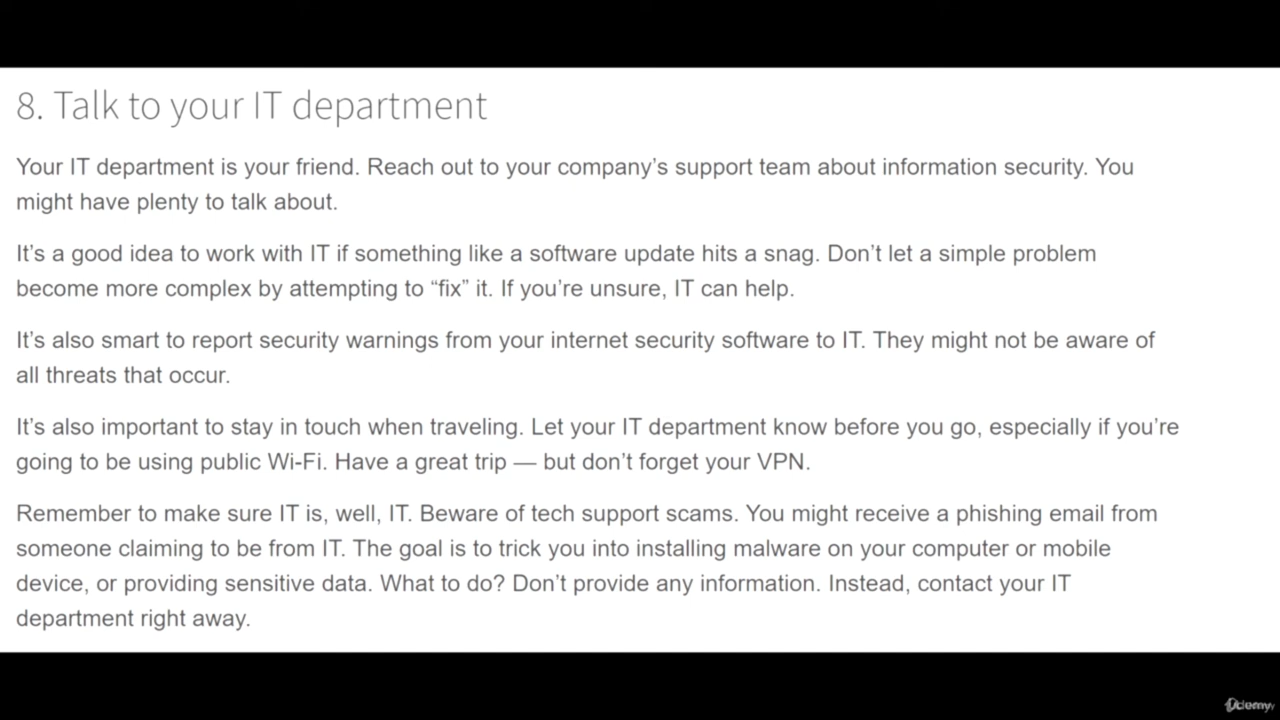 8. Talk to your IT department
Your IT department is your friend. Reach out to your company’s support team about information security. You
might have plenty to talk about.
It’s a good idea to work with IT if something like a software update hits a snag. Don’t let a simple problem
become more complex by attempting to “fix” it. If you’re unsure, IT can help.
It’s also smart to report security warnings from your internet security software to IT. They might not be aware of
all threats that occur.
It’s also important to stay in touch when traveling. Let your IT department know before you go, especially if you’re
going to be using public Wi-Fi. Have a great trip — but don’t forget your VPN.
Remember to make sure IT is, well, IT. Beware of tech support scams. You might receive a phishing email from
someone claiming to be from IT. The goal is to trick you into installing malware on your computer or mobile
device, or providing sensitive data. What to do? Don’t provide any information. Instead, contact your IT
department right away.
Udemy